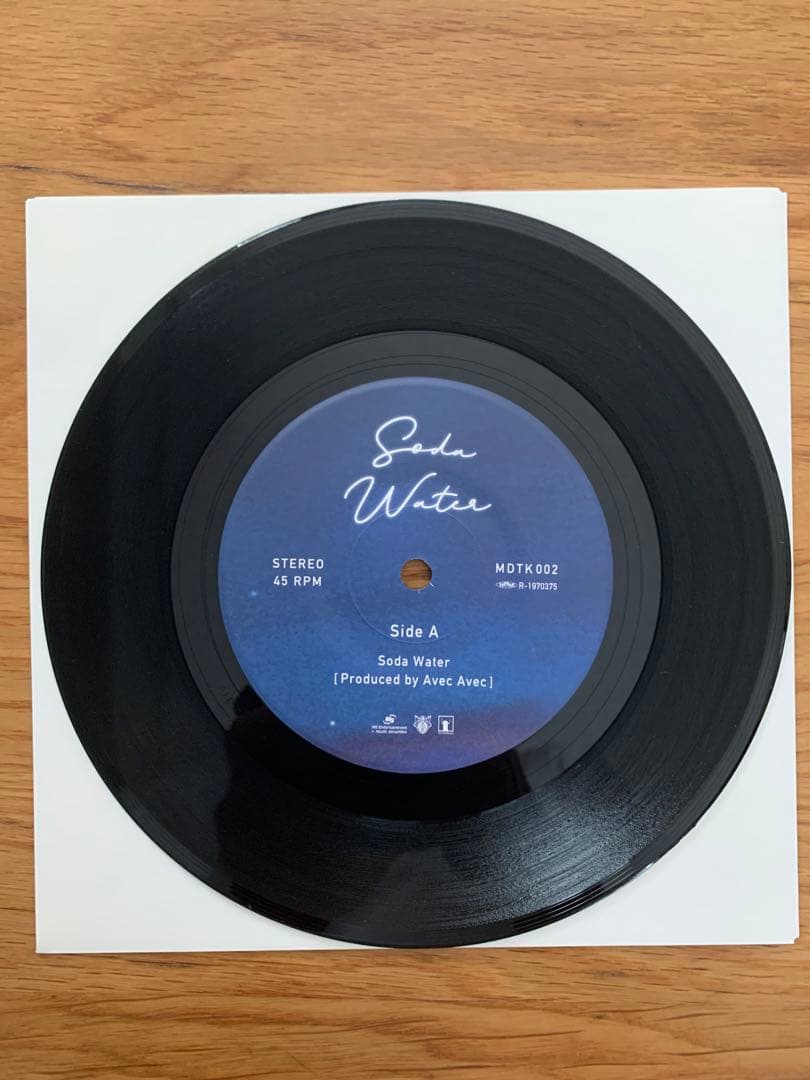 Soda
Water
STEREO
45 RPM
MDTK002
R-1970375
Side A
Soda Water
[Produced by Avec Avec]